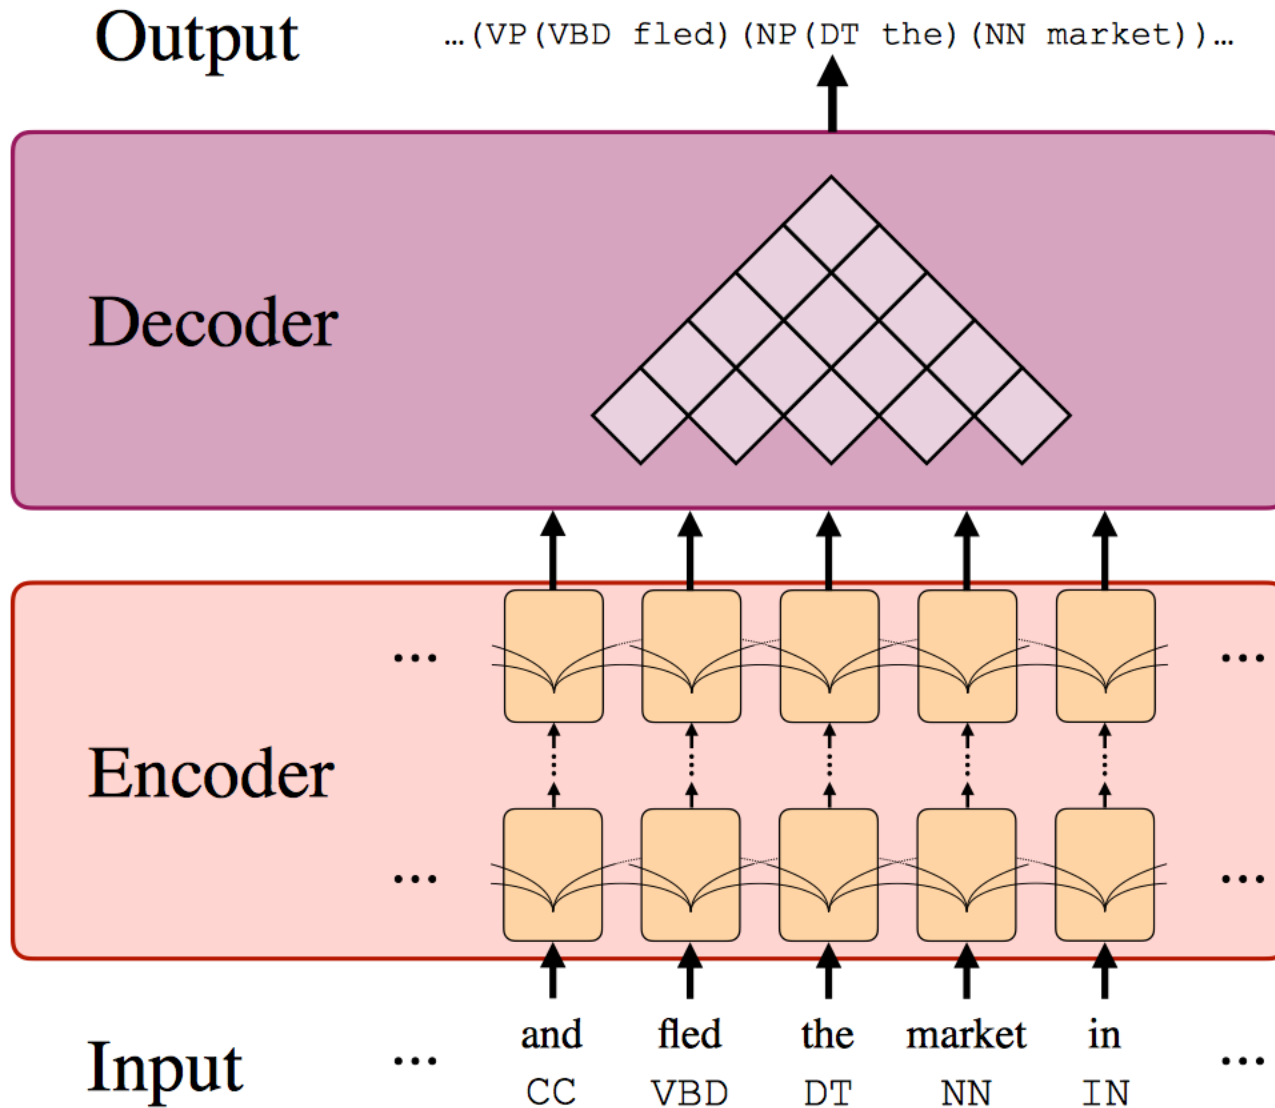 Output …(VP(VBD fled)(NP(DT the)(NN market))…
Decoder
... ...
Encoder
... ...
and fled the market in
Input ... ...
CC VBD DT NN IN